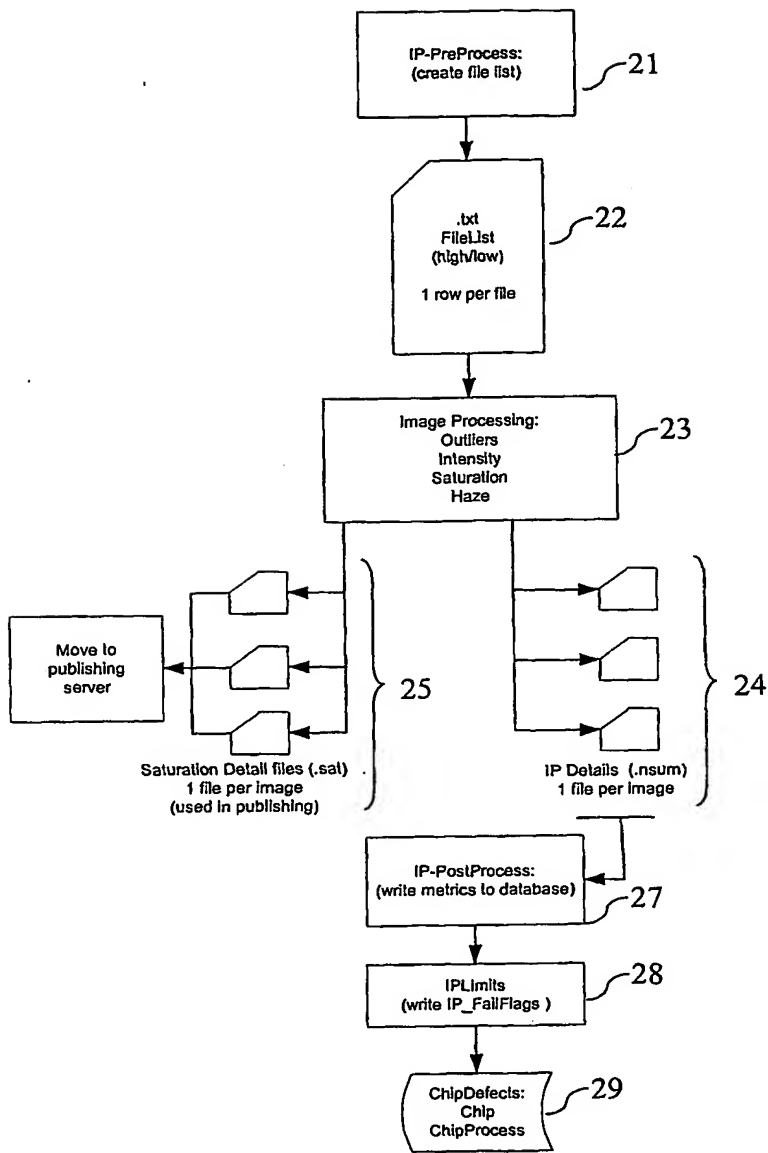 IP-PreProcess:
(create file list)
21
.txt
FileList
(high/low)
1 row per file
22
Image Processing:
Outliers
Intensity
Saturation
Haze
23
Move to
publishing
server
25
24
Saturation Detail files (.sat)
1 file per image
(used in publishing)
IP Details (.nsum)
1 file per image
IP-PostProcess:
(write metrics to database)
27
IPLimits
(write IP_FailFlags )
28
ChipDefects:
Chip
ChipProcess
29